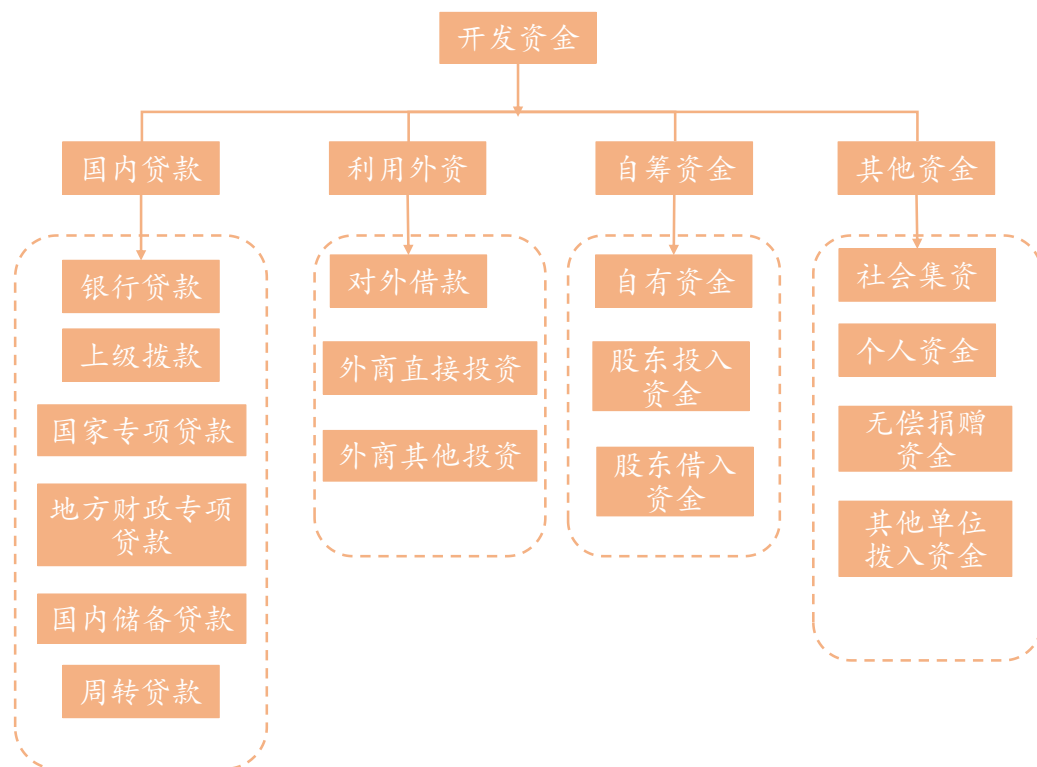 开发资金
国内贷款
利用外资
自筹资金
其他资金
银行贷款
上级拨款
国家专项贷款
地方财政专项
贷款
国内储备贷款
周转贷款
对外借款
外商直接投资
外商其他投资
自有资金
股东投入
资金
股东借入
资金
社会集资
个人资金
无偿捐赠
资金
其他单位
拨入资金